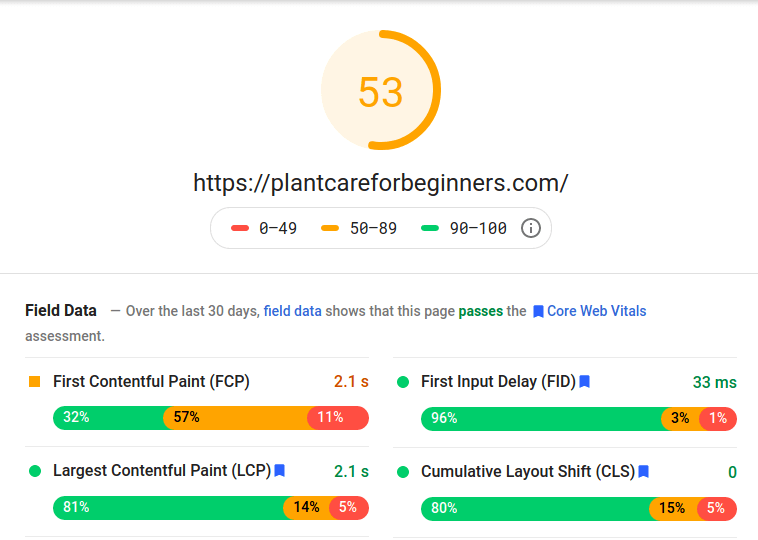 53
https://plantcareforbeginners.com/
0–49 50–89 90–100
Field Data — Over the last 30 days, field data shows that this page passes the Core Web Vitals
assessment.
First Contentful Paint (FCP) 2.1 s
32% 57% 11%
First Input Delay (FID) 33 ms
96% 3% 1%
Largest Contentful Paint (LCP) 2.1 s
81% 14% 5%
Cumulative Layout Shift (CLS) 0
80% 15% 5%